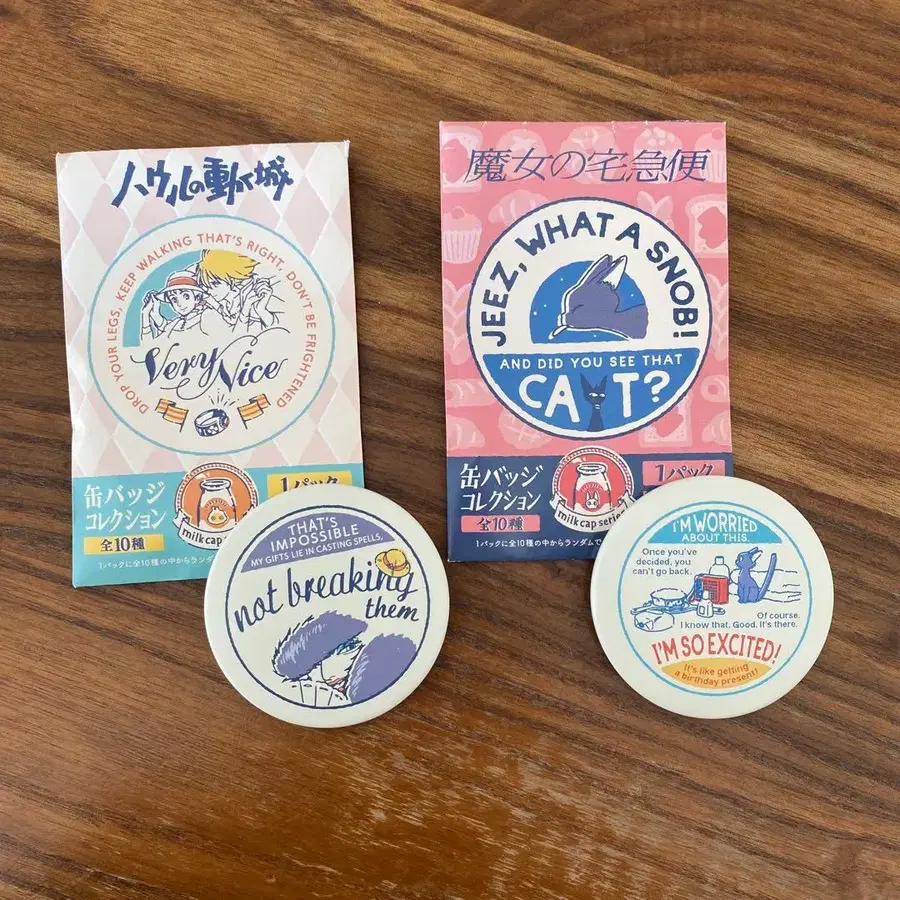 ハウルの動く城
DROP YOUR LEGS, KEEP WALKING THAT'S RIGHT, DON'T BE FRIGHTENED
Very Nice
缶バッジ
コレクション
全10種
milk cap series
1パック
1パックに全10種の中からランダムで
魔女の宅急便
JEEZ, WHAT A SNOB!
AND DID YOU SEE THAT
CAT?
缶バッジ
コレクション
全10種
milk cap series
1パック
1パックに全10種の中からランダムで
THAT'S
IMPOSSIBLE
MY GIFTS LIE IN CASTING SPELLS,
not breaking
them
I'M WORRIED
ABOUT THIS.
Once you've
decided, you
can't go back.
Of course.
I know that. Good. It's there.
I'M SO EXCITED!
It's like getting
a birthday present!